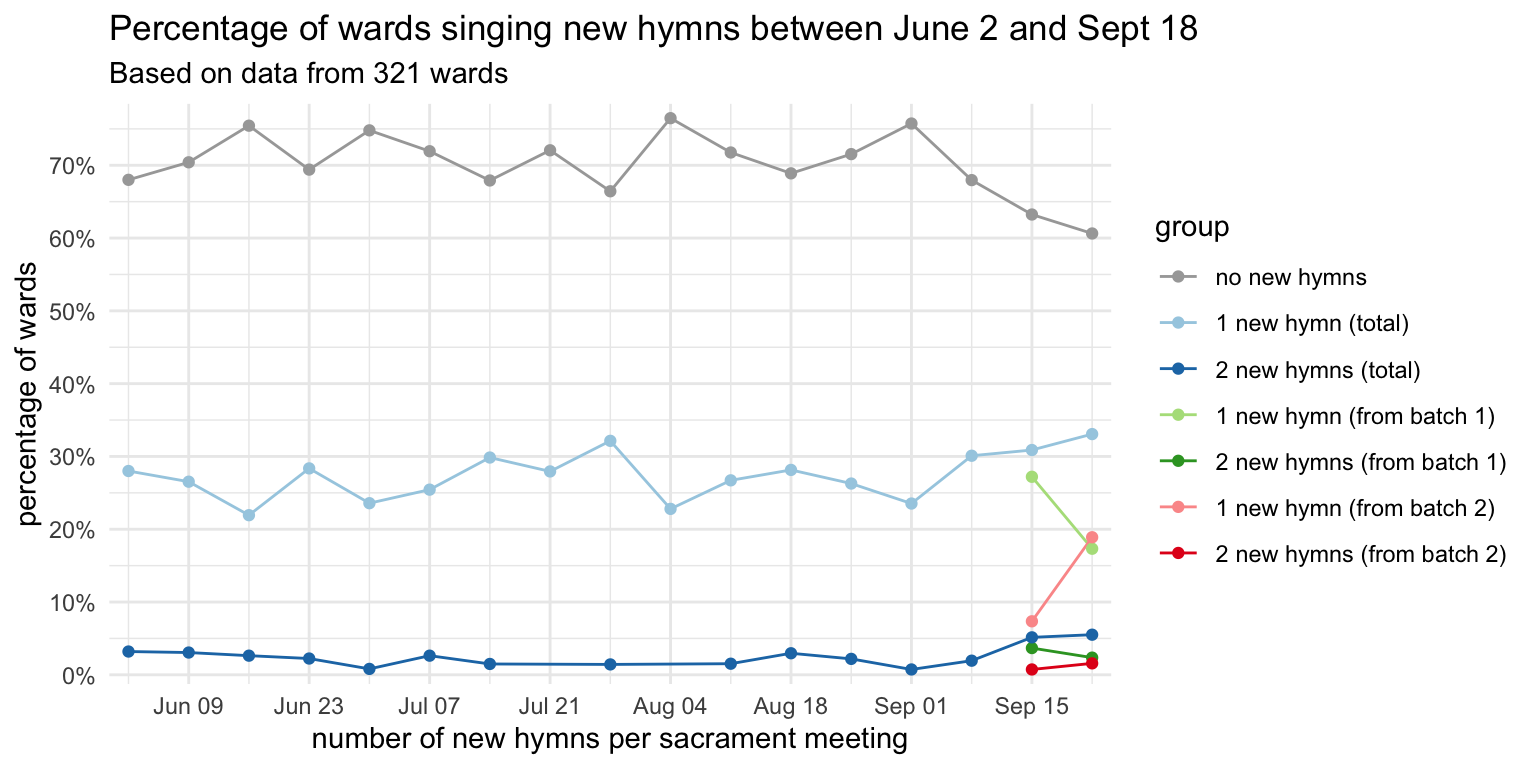 Percentage of wards singing new hymns between June 2 and Sept 18
Based on data from 321 wards
percentage of wards
70%
60%
50%
40%
30%
20%
10%
0%
Jun 09 Jun 23 Jul 07 Jul 21 Aug 04 Aug 18 Sep 01 Sep 15
number of new hymns per sacrament meeting
group
no new hymns
1 new hymn (total)
2 new hymns (total)
1 new hymn (from batch 1)
2 new hymns (from batch 1)
1 new hymn (from batch 2)
2 new hymns (from batch 2)